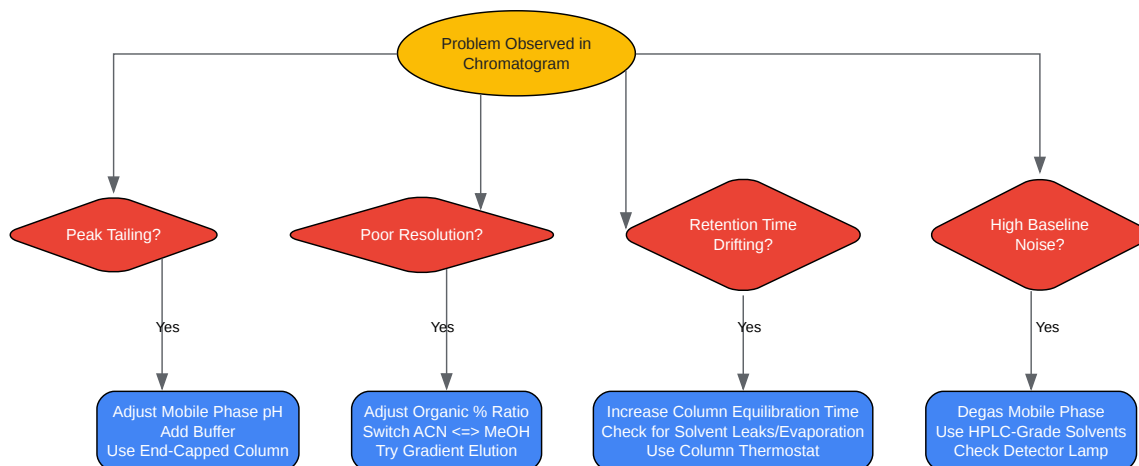 Problem Observed in
Chromatogram
Peak Tailing?
Poor Resolution?
Retention Time
Drifting?
High Baseline
Noise?
Yes
Yes
Yes
Yes
Adjust Mobile Phase pH
Add Buffer
Use End-Capped Column
Adjust Organic % Ratio
Switch ACN <=> MeOH
Try Gradient Elution
Increase Column Equilibration Time
Check for Solvent Leaks/Evaporation
Use Column Thermostat
Degas Mobile Phase
Use HPLC-Grade Solvents
Check Detector Lamp